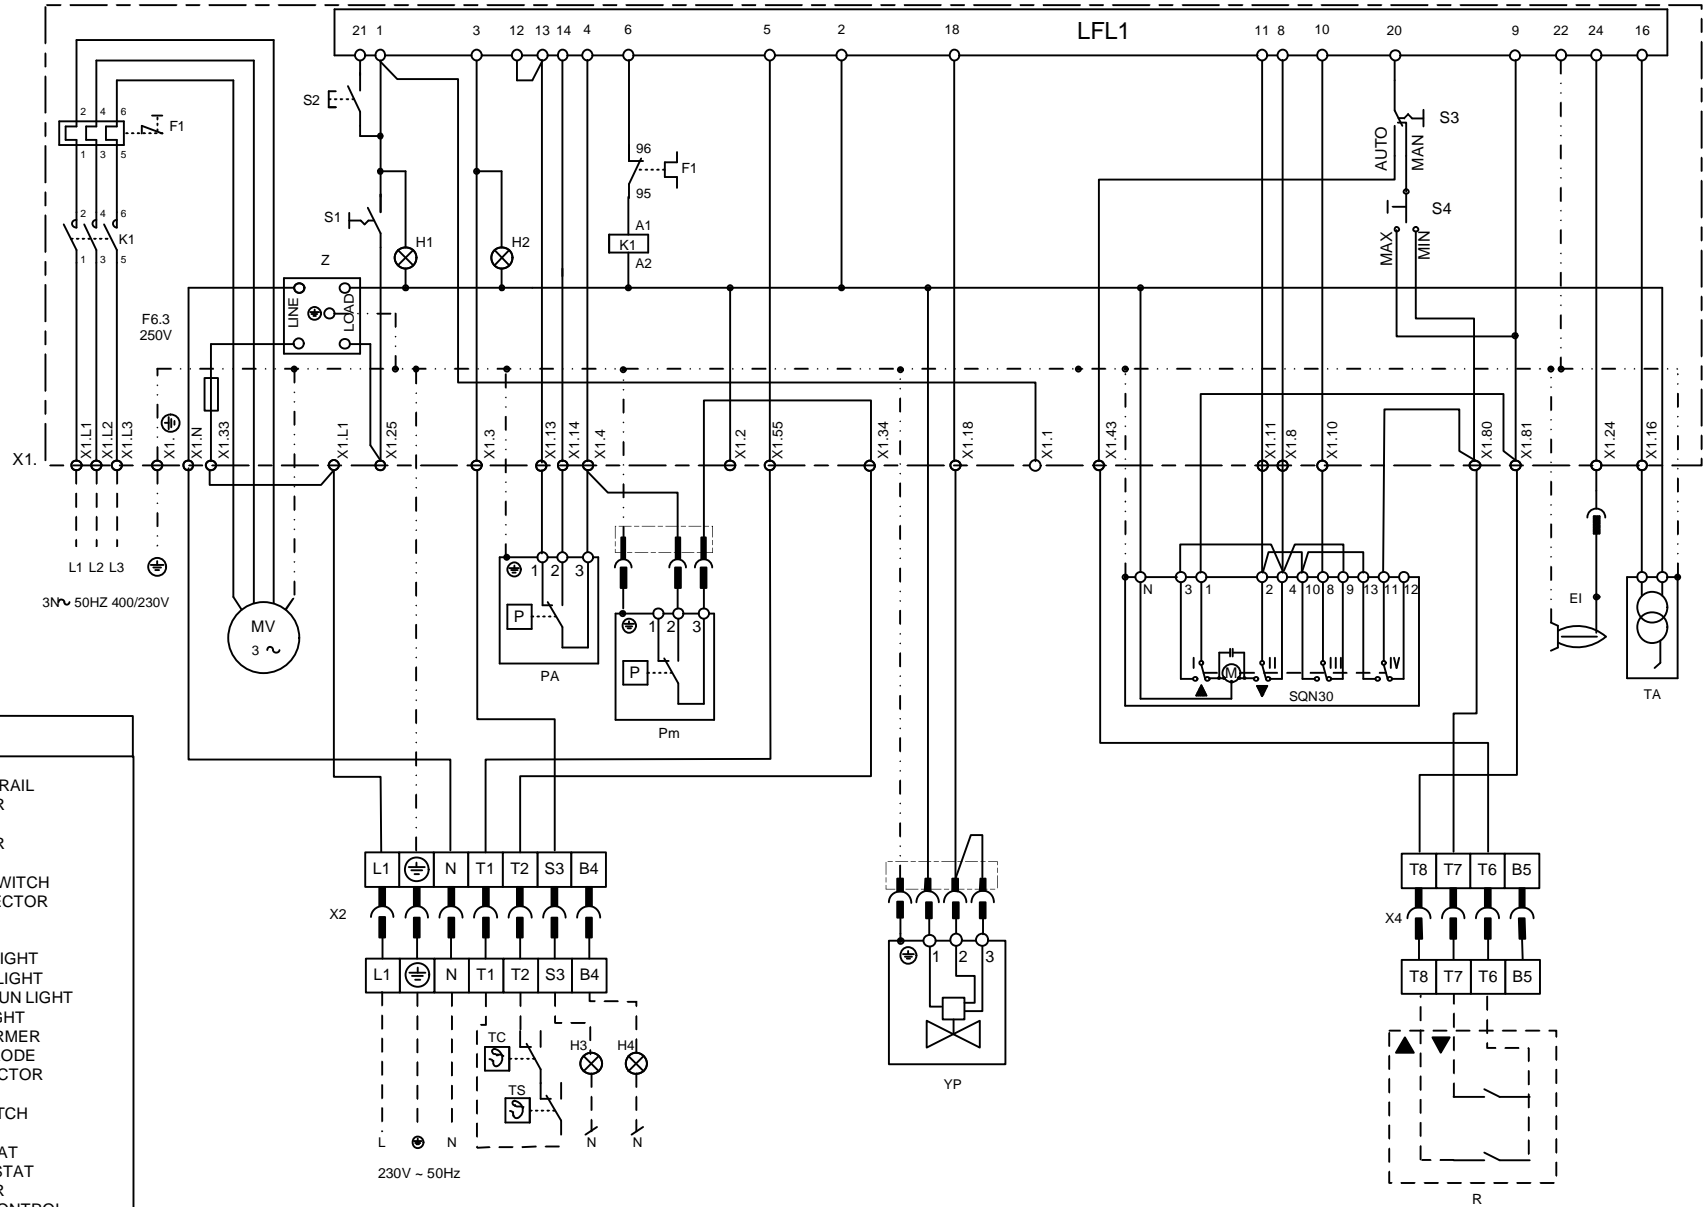 LFL1
21 1 3 12 13 14 4 6 5 2 18 11 8 10 20 9 22 24 16
S2
2 4 6
F1
1 3 5
S3
AUTO
MAN
96
F1
95
2 4 6
K1
1 3 5
S1
H1
H2
A1
K1
A2
S4
MAX
MIN
Z
LINE
LOAD
F6.3
250V
X1.
X1.L1
X1.L2
X1.L3
X1.
X1.N
X1.33
X1.L1
X1.25
X1.3
X1.13
X1.14
X1.4
X1.2
X1.55
X1.34
X1.18
X1.1
X1.43
X1.11
X1.8
X1.10
X1.80
X1.81
X1.24
X1.16
L1 L2 L3
3N~ 50HZ 400/230V
MV
3 ~
1 2 3
P
PA
1 2 3
P
Pm
N 3 1 2 4 10 8 9 13 11 12
I M II III IV
SQN30
EI
TA
RAIL
WITCH
IGHT
LIGHT
UN LIGHT
L1 N T1 T2 S3 B4
X2
L1 N T1 T2 S3 B4
TC
TS
H3
H4
L N N N
230V ~ 50Hz
1 2 3
YP
T8 T7 T6 B5
X4
T8 T7 T6 B5
R